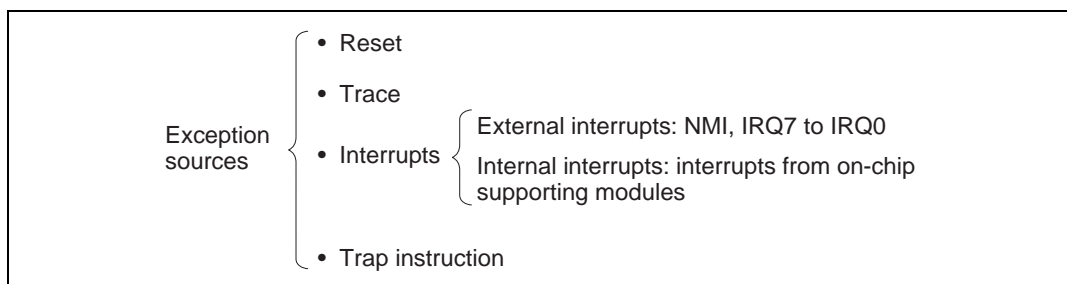 Exception
sources
• Reset
• Trace
• Interrupts
External interrupts: NMI, IRQ7 to IRQ0
Internal interrupts: interrupts from on-chip
supporting modules
• Trap instruction